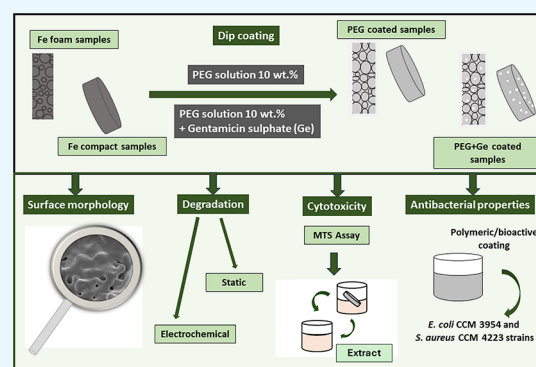 Fe foam samples
Dip coating
PEG coated samples
PEG solution 10 wt.%
PEG solution 10 wt.%
+ Gentamicin sulphate (Ge)
Fe compact samples
PEG+Ge coated
samples
Surface morphology
Degradation
Cytotoxicity
Antibacterial properties
MTS Assay
Polymeric/bioactive
coating
Static
Electrochemical
Extract
E. coli CCM 3954 and
S. aureus CCM 4223 strains